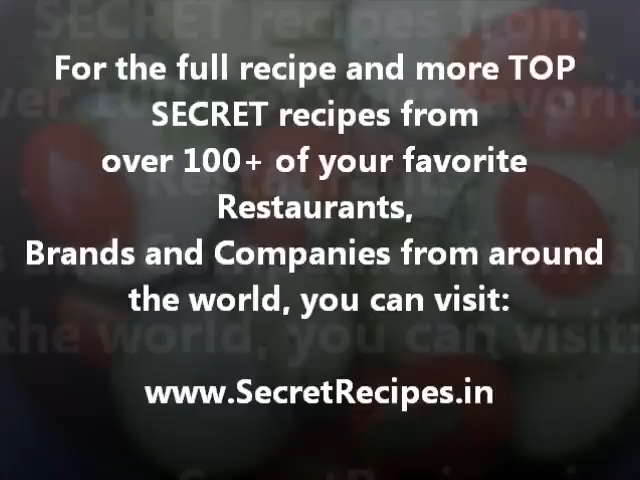 For the full recipe and more TOP
SECRET recipes from
over 100+ of your favorite
Restaurants,
Brands and Companies from around
the world, you can visit:
www.SecretRecipes.in